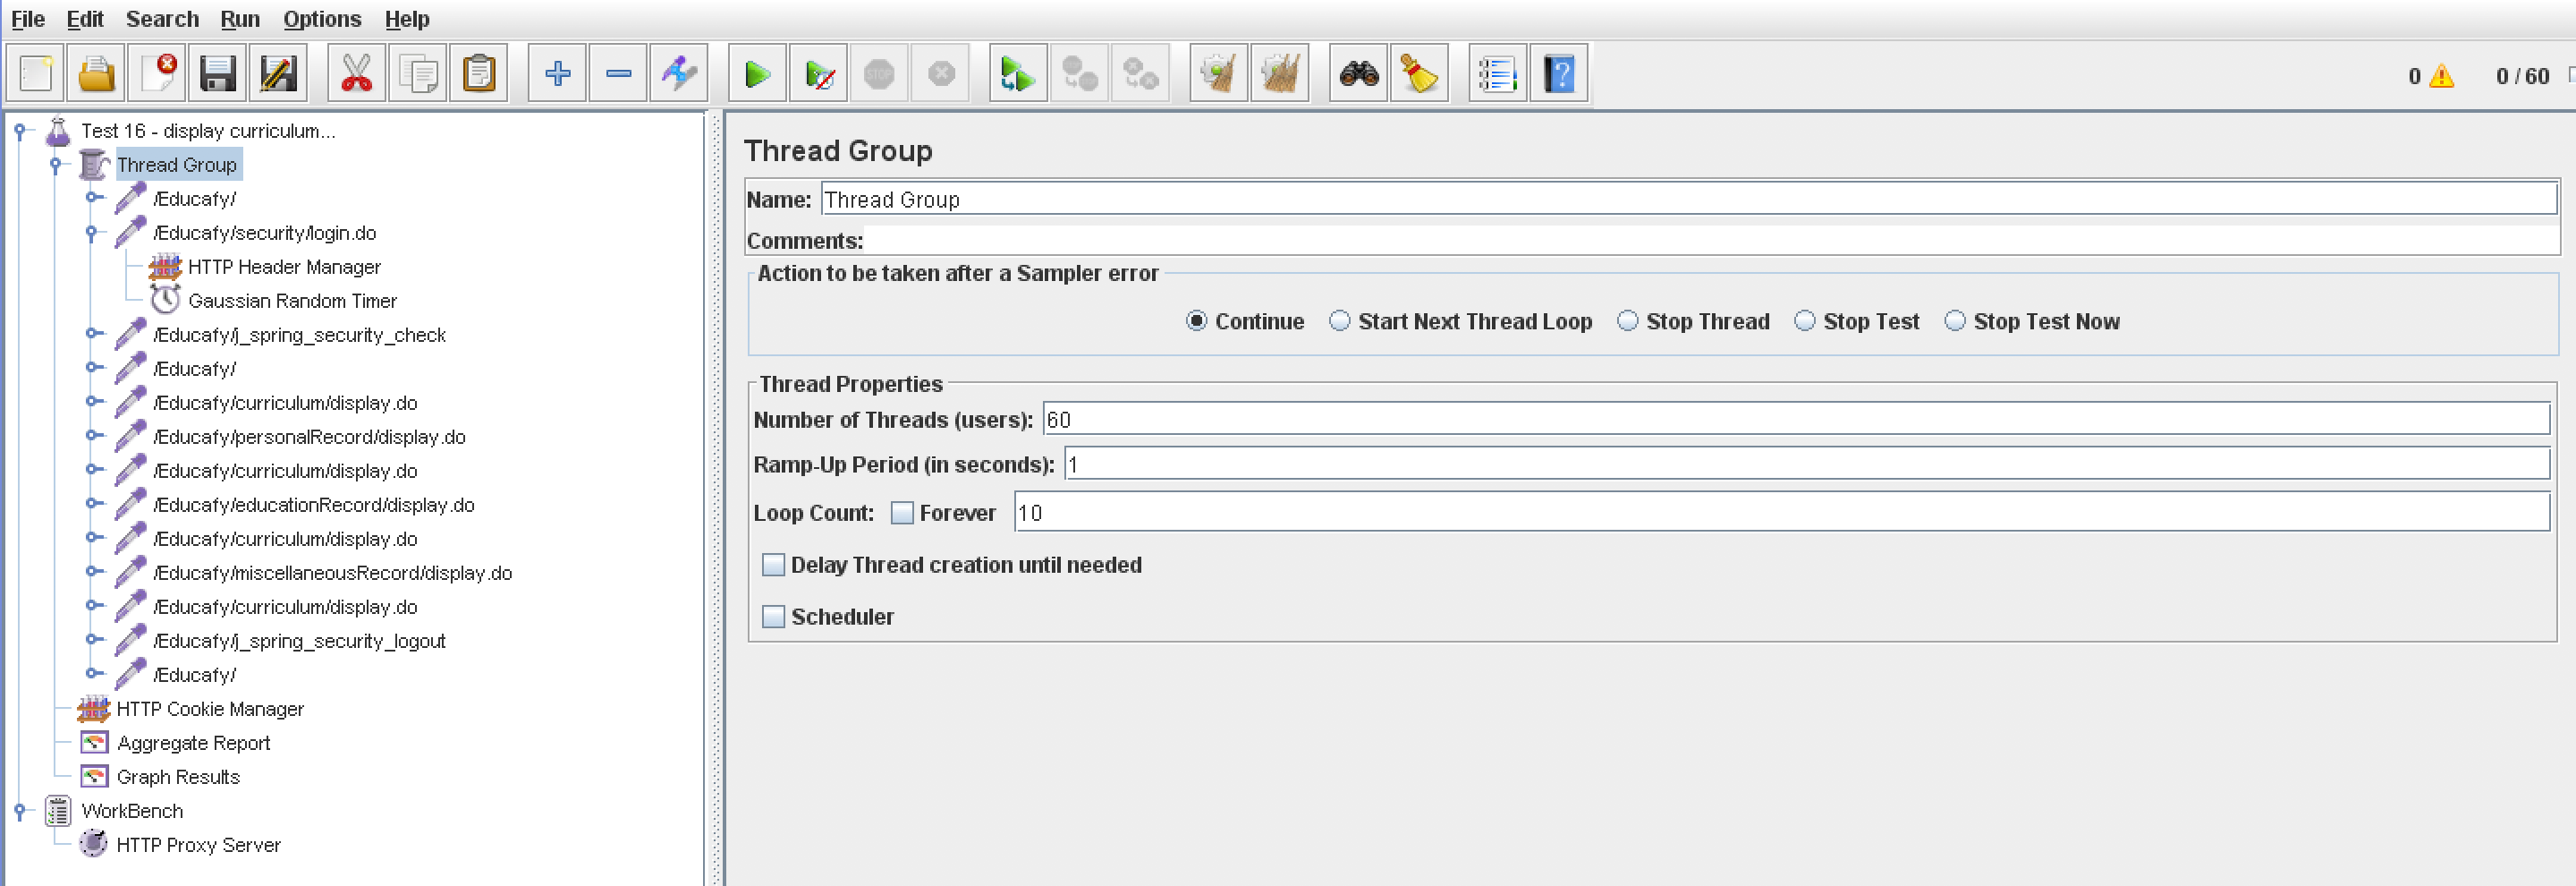 File Edit Search Run Options Help
STOP
0 0 / 60
Test 16 - display curriculum...
Thread Group
/Educafy/
/Educafy/security/login.do
HTTP Header Manager
Gaussian Random Timer
/Educafy/j_spring_security_check
/Educafy/
/Educafy/curriculum/display.do
/Educafy/personalRecord/display.do
/Educafy/curriculum/display.do
/Educafy/educationRecord/display.do
/Educafy/curriculum/display.do
/Educafy/miscellaneousRecord/display.do
/Educafy/curriculum/display.do
/Educafy/j_spring_security_logout
/Educafy/
HTTP Cookie Manager
Aggregate Report
Graph Results
WorkBench
HTTP Proxy Server
Thread Group
Name: Thread Group
Comments:
Action to be taken after a Sampler error
Continue Start Next Thread Loop Stop Thread Stop Test Stop Test Now
Thread Properties
Number of Threads (users): 60
Ramp-Up Period (in seconds): 1
Loop Count: Forever 10
Delay Thread creation until needed
Scheduler